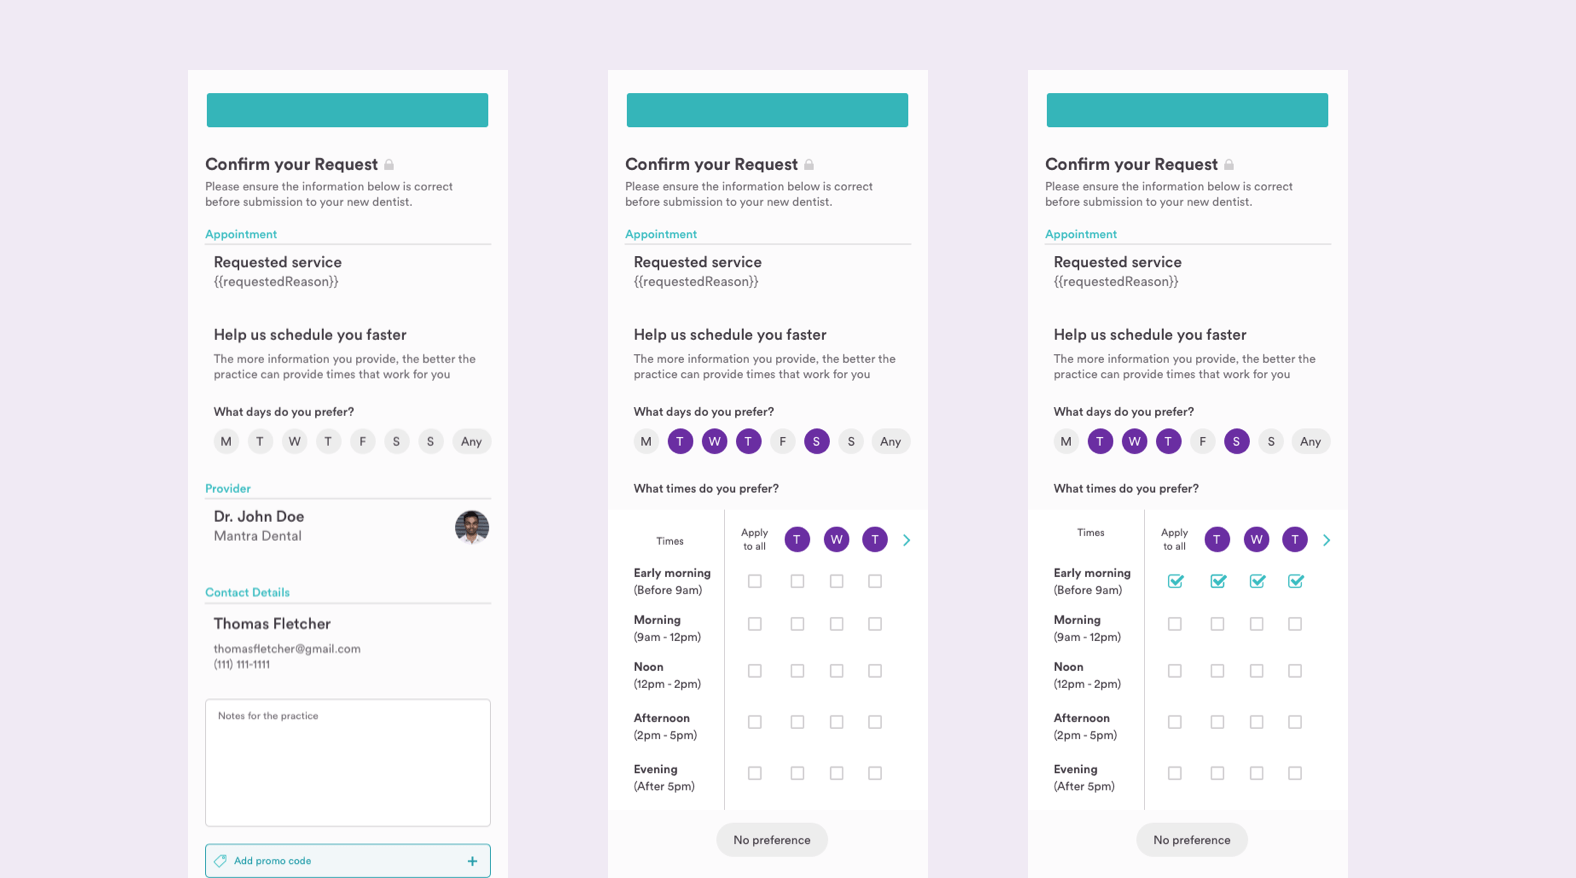 Confirm your Request
Please ensure the information below is correct
before submission to your new dentist.
Appointment
Requested service
{{requestedReason}}
Help us schedule you faster
The more information you provide, the better the
practice can provide times that work for you
What days do you prefer?
M T W T F S S Any
Provider
Dr. John Doe
Mantra Dental
Contact Details
Thomas Fletcher
thomasfletcher@gmail.com
(111) 111-1111
Notes for the practice
Add promo code +
Confirm your Request
Please ensure the information below is correct
before submission to your new dentist.
Appointment
Requested service
{{requestedReason}}
Help us schedule you faster
The more information you provide, the better the
practice can provide times that work for you
What days do you prefer?
M T W T F S S Any
What times do you prefer?
Times
Apply
to all
T W T
Early morning
(Before 9am)
Morning
(9am - 12pm)
Noon
(12pm - 2pm)
Afternoon
(2pm - 5pm)
Evening
(After 5pm)
No preference
Confirm your Request
Please ensure the information below is correct
before submission to your new dentist.
Appointment
Requested service
{{requestedReason}}
Help us schedule you faster
The more information you provide, the better the
practice can provide times that work for you
What days do you prefer?
M T W T F S S Any
What times do you prefer?
Times
Apply
to all
T W T
Early morning
(Before 9am)
Morning
(9am - 12pm)
Noon
(12pm - 2pm)
Afternoon
(2pm - 5pm)
Evening
(After 5pm)
No preference